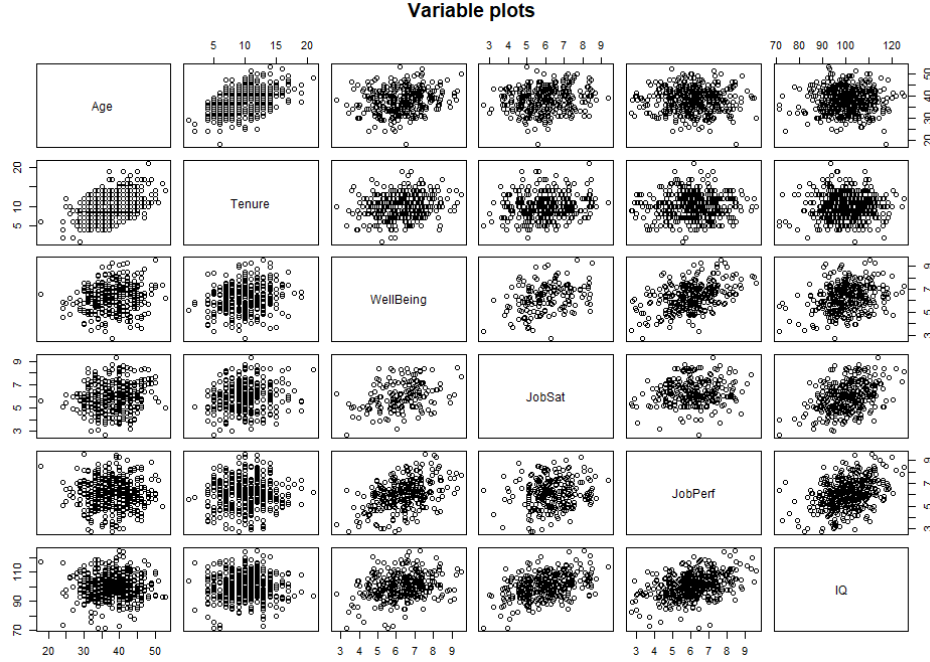 Variable plots
5 10 15 20
3 4 5 6 7 8 9
70 80 90 100 120
Age
20 30 40 50
5 10 20
Tenure
WellBeing
3 5 7 9
3 5 7 9
JobSat
JobPerf
3 5 7 9
70 90 110
IQ
20 30 40 50
3 4 5 6 7 8 9
3 4 5 6 7 8 9